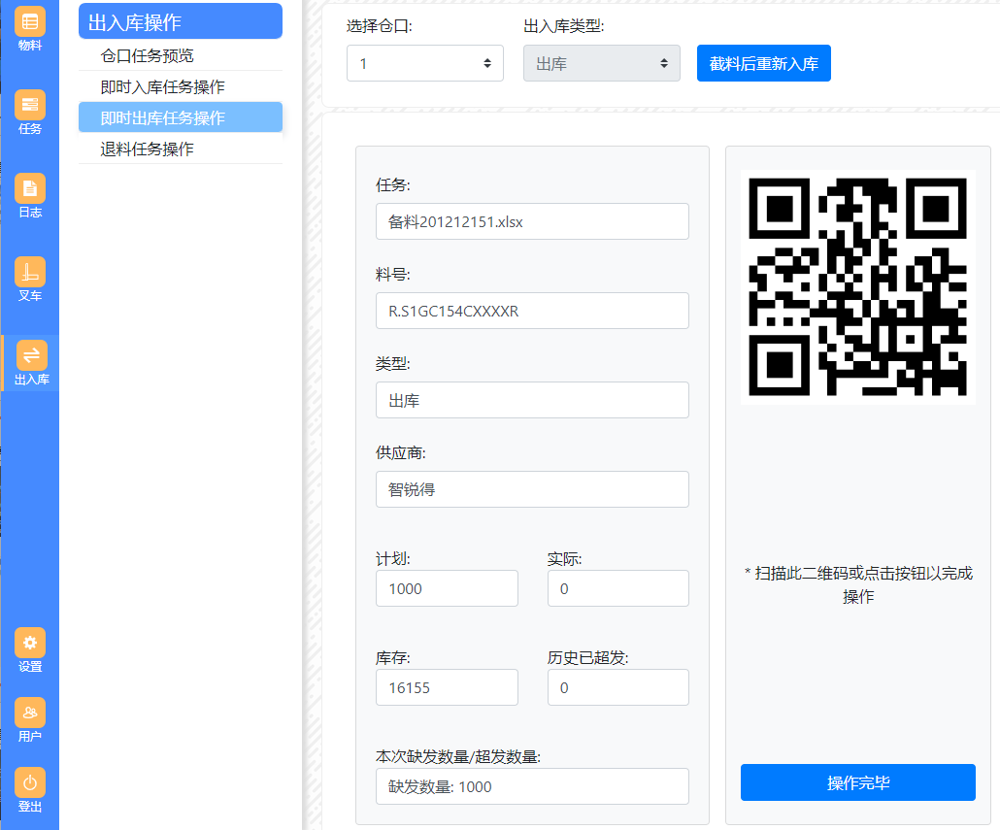 物料
任务
日志
叉车
出入库
设置
用户
登出
出入库操作
仓口任务预览
即时入库任务操作
即时出库任务操作
退料任务操作
选择仓口:
1
出入库类型:
出库
截料后重新入库
任务:
备料201212151.xlsx
料号:
R.S1GC154CXXXXR
类型:
出库
供应商:
智锐得
计划:
1000
实际:
0
库存:
16155
历史已超发:
0
本次缺发数量/超发数量:
缺发数量: 1000
* 扫描此二维码或点击按钮以完成
操作
操作完毕